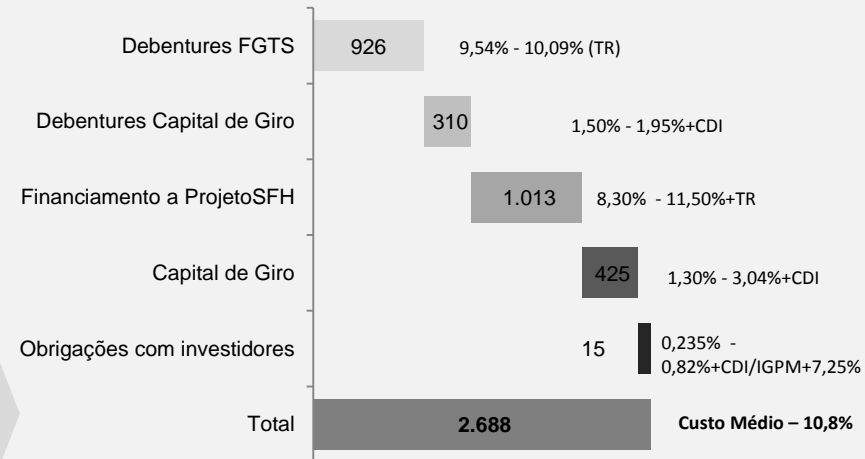 Debentures FGTS 926 9,54% - 10,09% (TR)
Debentures Capital de Giro 310 1,50% - 1,95%+CDI
Financiamento a ProjetoSFH 1.013 8,30% - 11,50%+TR
Capital de Giro 425 1,30% - 3,04%+CDI
Obrigações com investidores 15 0,235% -
0,82%+CDI/IGPM+7,25%
Total 2.688 Custo Médio – 10,8%